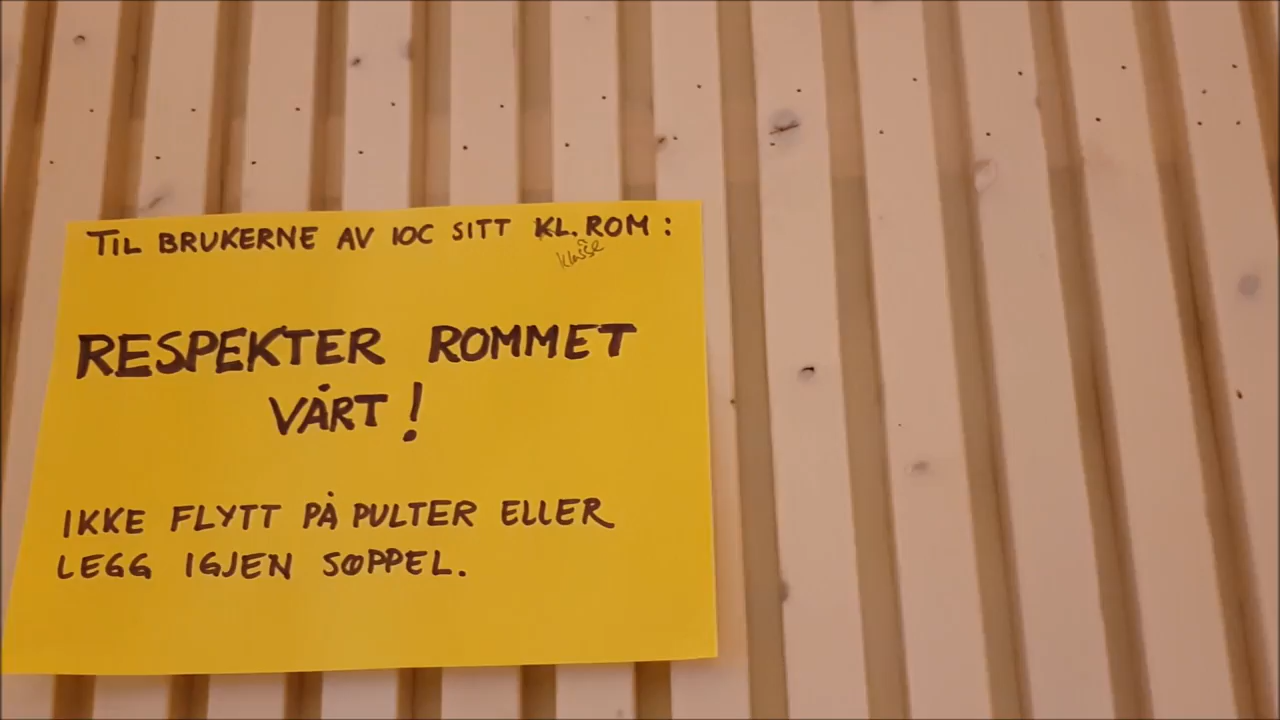 TIL BRUKERNE AV 10C SITT KL. ROM :
klasse
RESPEKTER ROMMET
VÅRT !
IKKE FLYTT PÅ PULTER ELLER
LEGG IGJEN SØPPEL.